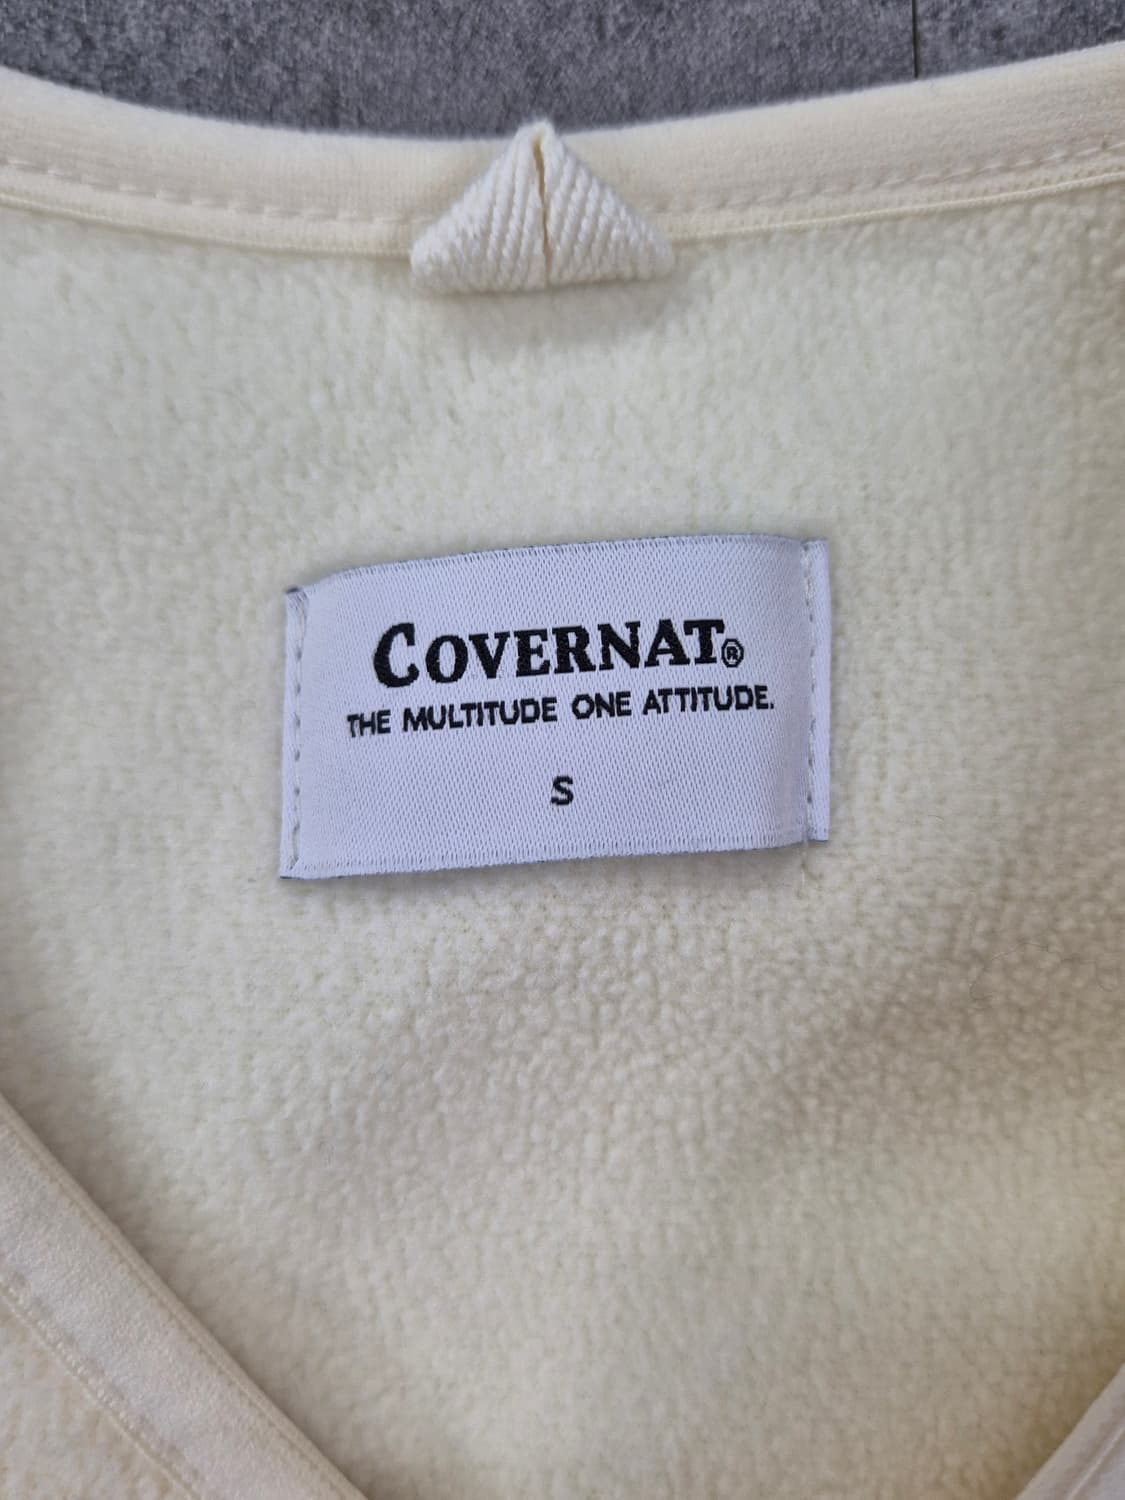 COVERNAT®
THE MULTITUDE ONE ATTITUDE.
S